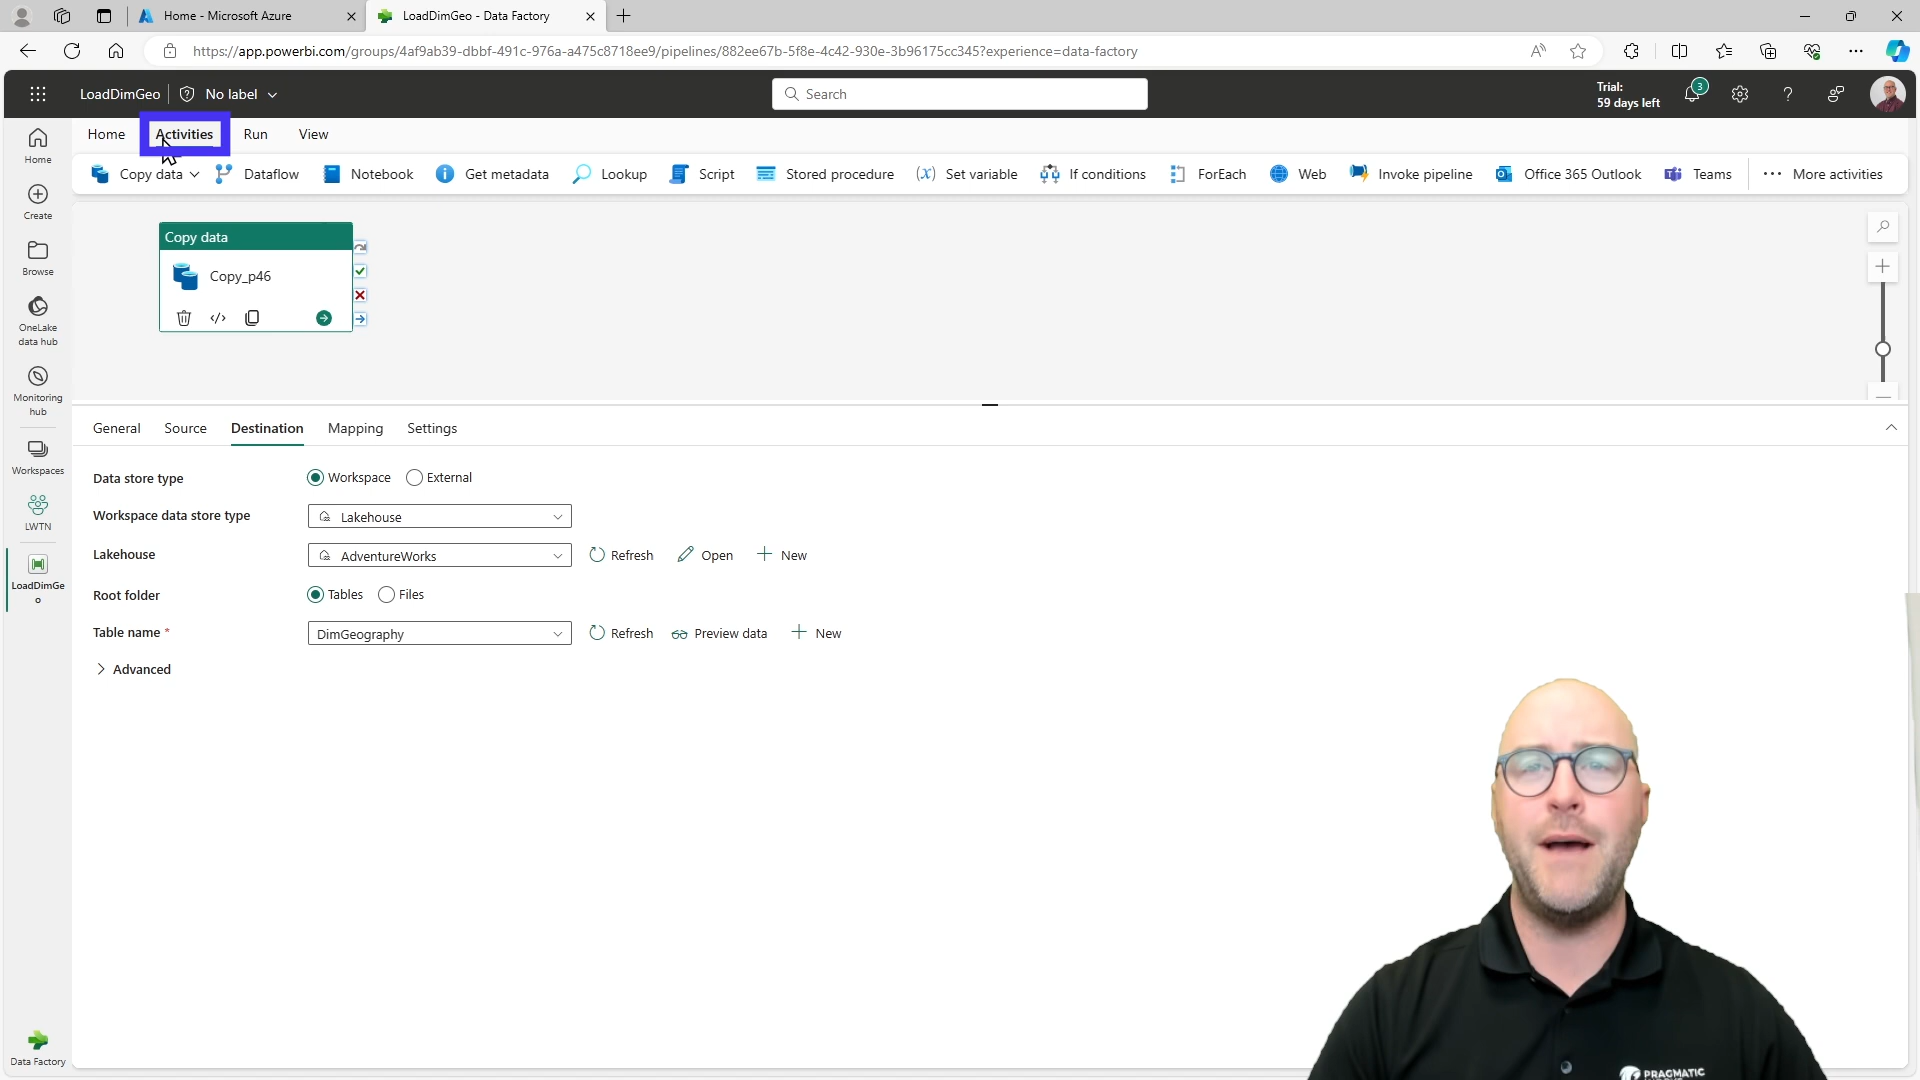 Home - Microsoft Azure
LoadDimGeo - Data Factory
https://app.powerbi.com/groups/4af9ab39-dbbf-491c-976a-a475c8718ee9/pipelines/882ee67b-5f8e-4c42-930e-3b96175cc345?experience=data-factory
LoadDimGeo
No label
Search
Trial:
59 days left
3
Home
Activities
Run
View
Copy data
Dataflow
Notebook
Get metadata
Lookup
Script
Stored procedure
Set variable
If conditions
ForEach
Web
Invoke pipeline
Office 365 Outlook
Teams
More activities
Home
Create
Browse
OneLake
data hub
Monitoring
hub
Workspaces
LWTN
LoadDimGe
o
Data Factory
Copy data
Copy_p46
General
Source
Destination
Mapping
Settings
Data store type
Workspace
External
Workspace data store type
Lakehouse
Lakehouse
AdventureWorks
Refresh
Open
New
Root folder
Tables
Files
Table name *
DimGeography
Refresh
Preview data
New
Advanced
PRAGMATIC